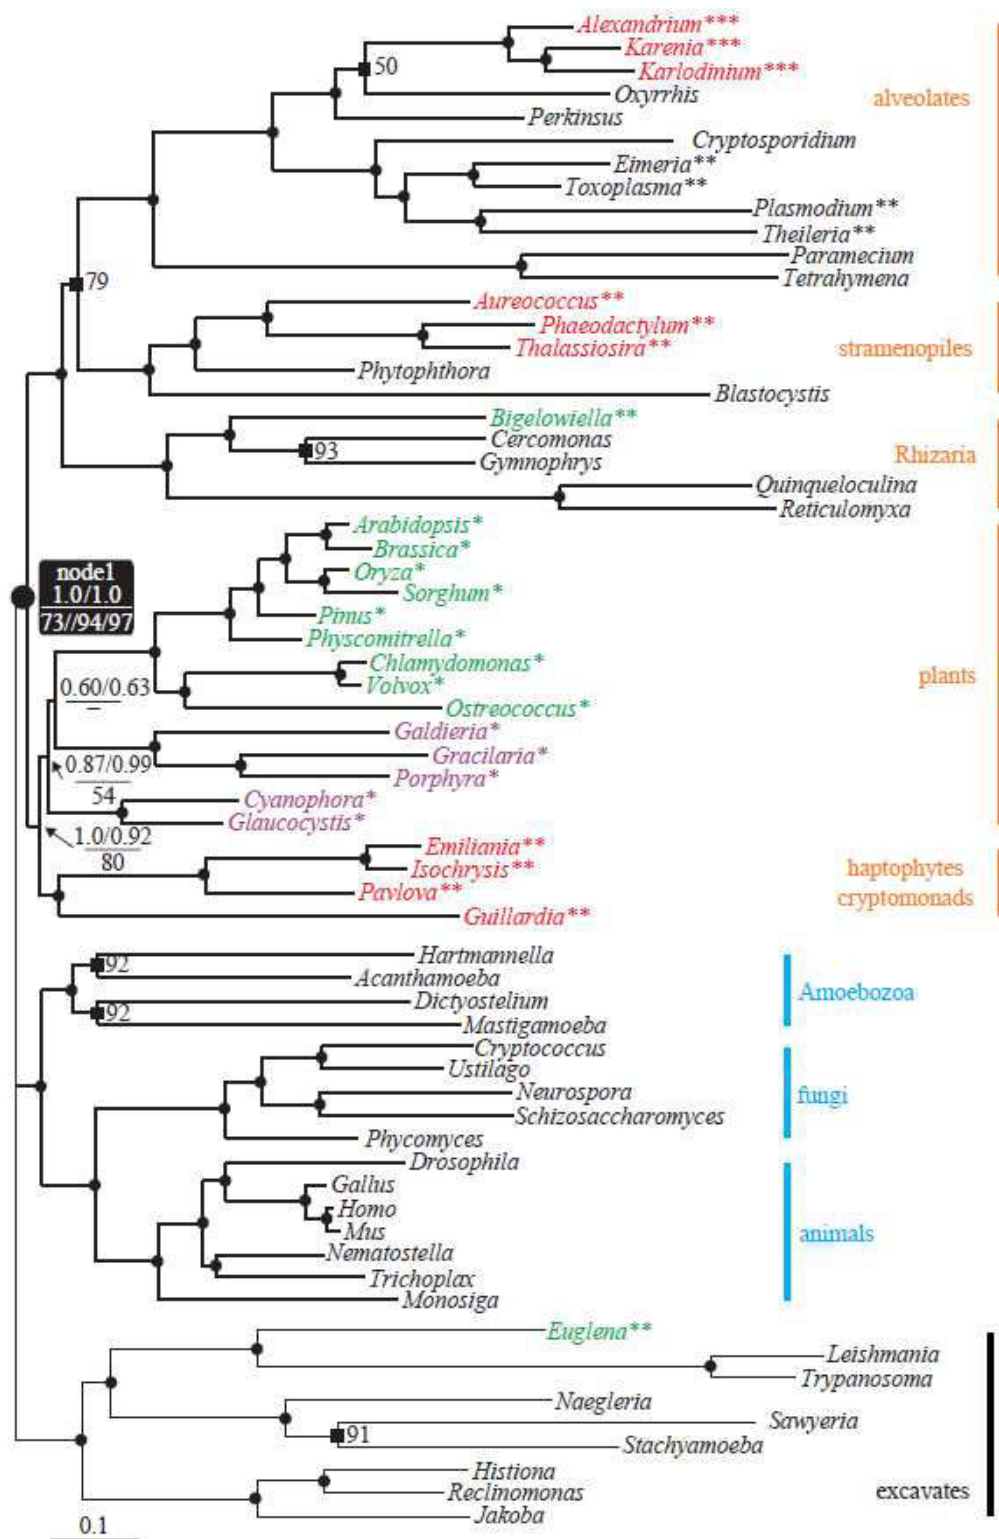 Alexandrium***
Karenia***
50
Karlodinium***
Oxyrrhis
alveolates
Perkinsus
Cryptosporidium
Eimeria**
Toxoplasma**
Plasmodium**
Theileria**
Paramecium
79
Tetrahymena
Aureococcus**
Phaeodactylum**
Thalassiosira**
stramenopiles
Phytophthora
Blastocystis
Bigelowiella**
Cercomonas
93
Gymnophrys
Rhizaria
Quinqueloculina
Reticulomyxa
Arabidopsis*
Brassica*
node1
1.0/1.0
73//94/97
Oryza*
Sorghum*
Pinus*
Physcomitrella*
Chlamydomonas*
plants
0.60/0.63
–
Volvox*
Ostreococcus*
Galdieria*
Gracilaria*
0.87/0.99
54
Porphyra*
Cyanophora*
Glaucocystis*
1.0/0.92
80
Emiliania**
Isochrysis**
haptophytes
cryptomonads
Pavlova**
Guillardia**
Hartmannella
92
Acanthamoeba
Amoebozoa
Dictyostelium
92
Mastigamoeba
Cryptococcus
Ustilago
Neurospora
fungi
Schizosaccharomyces
Phycomyces
Drosophila
Gallus
Homo
Mus
animals
Nematostella
Trichoplax
Monosiga
Euglena**
Leishmania
Trypanosoma
Naegleria
Sawyeria
91
Stachyamoeba
Histiona
Reclinomonas
excavates
Jakoba
0.1